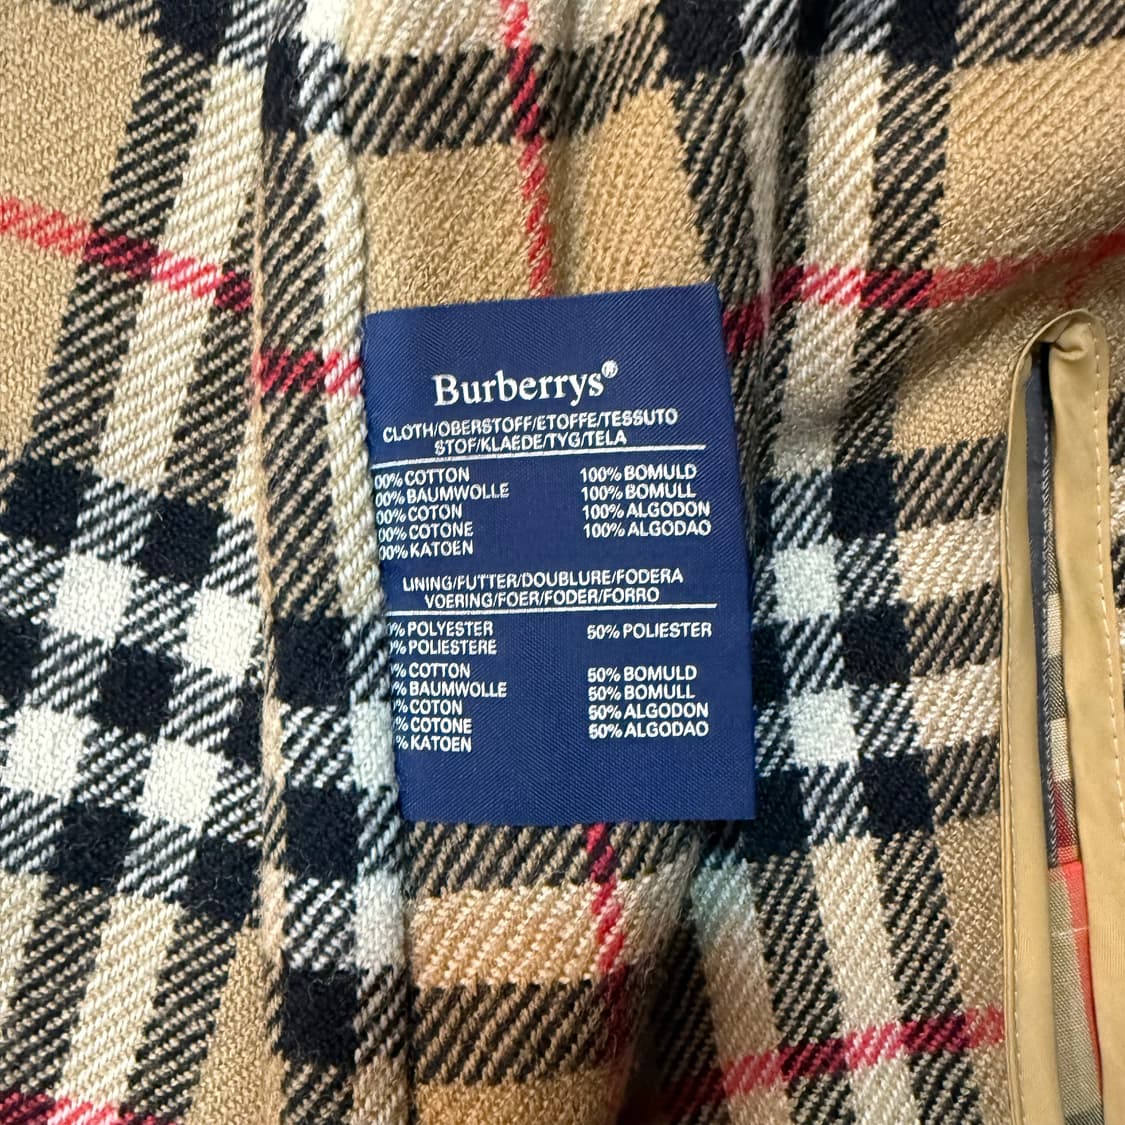 Burberrys®
CLOTH/OBERSTOFF/ETOFFE/TESSUTO
STOF/KLAEDE/TYG/TELA
00% COTTON 100% BOMULD
00% BAUMWOLLE 100% BOMULL
00% COTON 100% ALGODON
00% COTONE 100% ALGODAO
00% KATOEN
LINING/FUTTER/DOUBLURE/FODERA
VOERING/FOER/FODER/FORRO
% POLYESTER 50% POLIESTER
% POLIESTERE
% COTTON 50% BOMULD
% BAUMWOLLE 50% BOMULL
% COTON 50% ALGODON
% COTONE 50% ALGODAO
% KATOEN